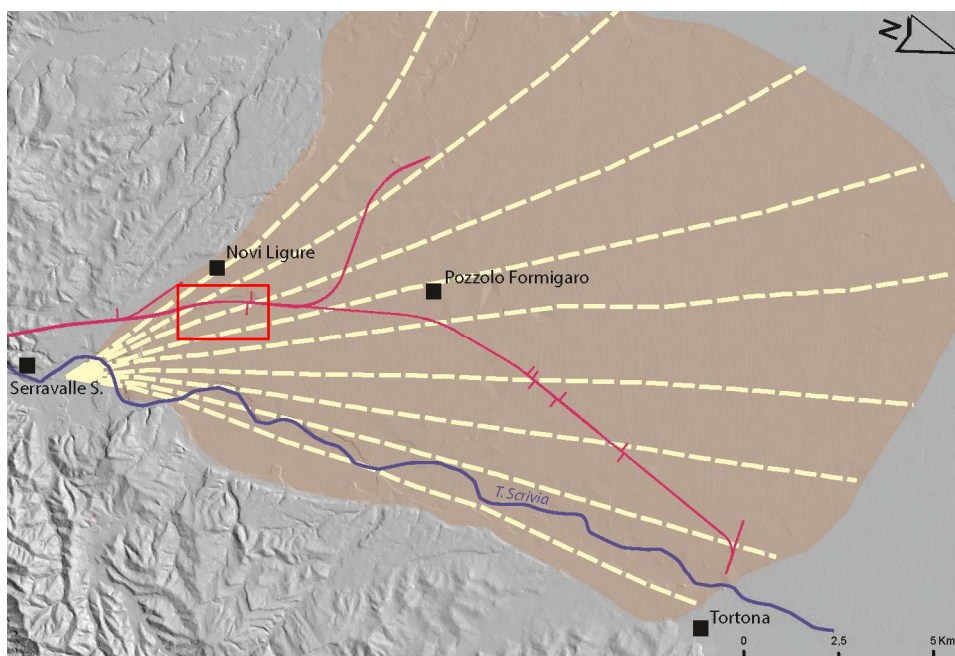 N
Novi Ligure
Pozzolo Formigaro
Serravalle S.
T. Scrivia
Tortona
0 2,5 5 Km